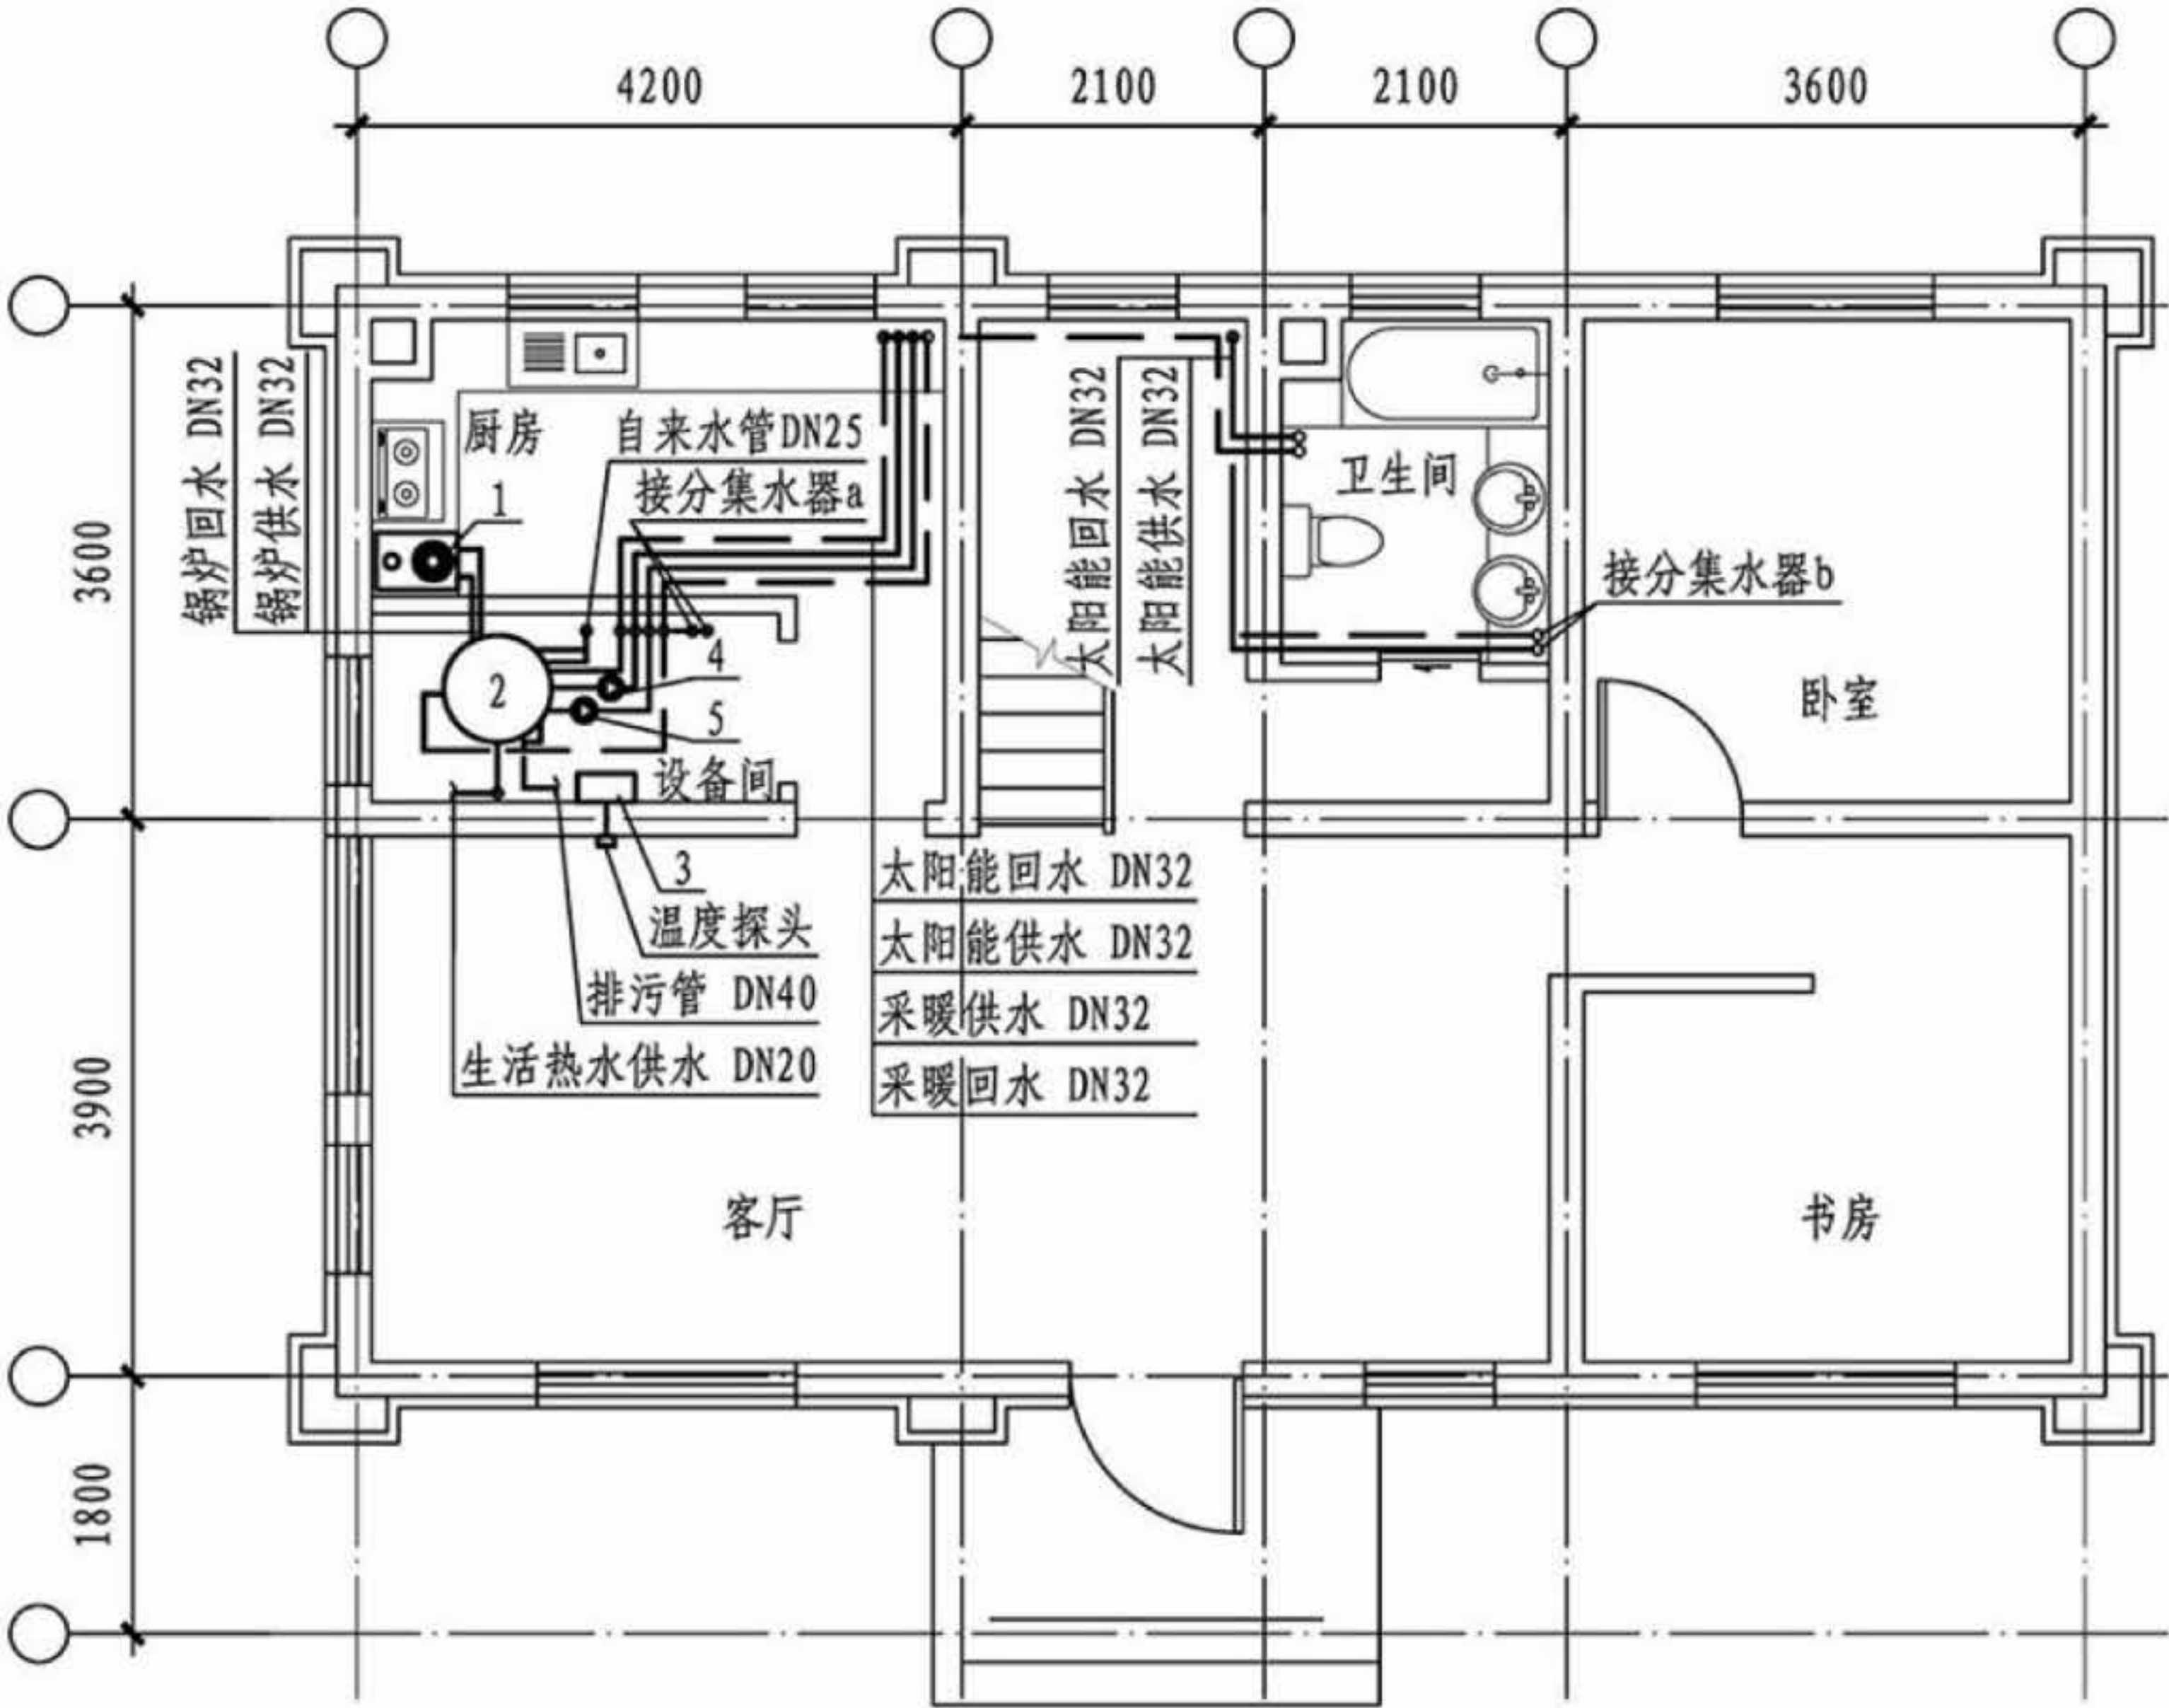 4200
2100
2100
3600
3600
3900
1800
锅炉回水 DN32
锅炉供水 DN32
厨房
1
自来水管DN25
接分集水器a
太阳能回水 DN32
太阳能供水 DN32
卫生间
接分集水器b
2
4
5
设备间
卧室
3
温度探头
排污管 DN40
生活热水供水 DN20
太阳能回水 DN32
太阳能供水 DN32
采暖供水 DN32
采暖回水 DN32
客厅
书房